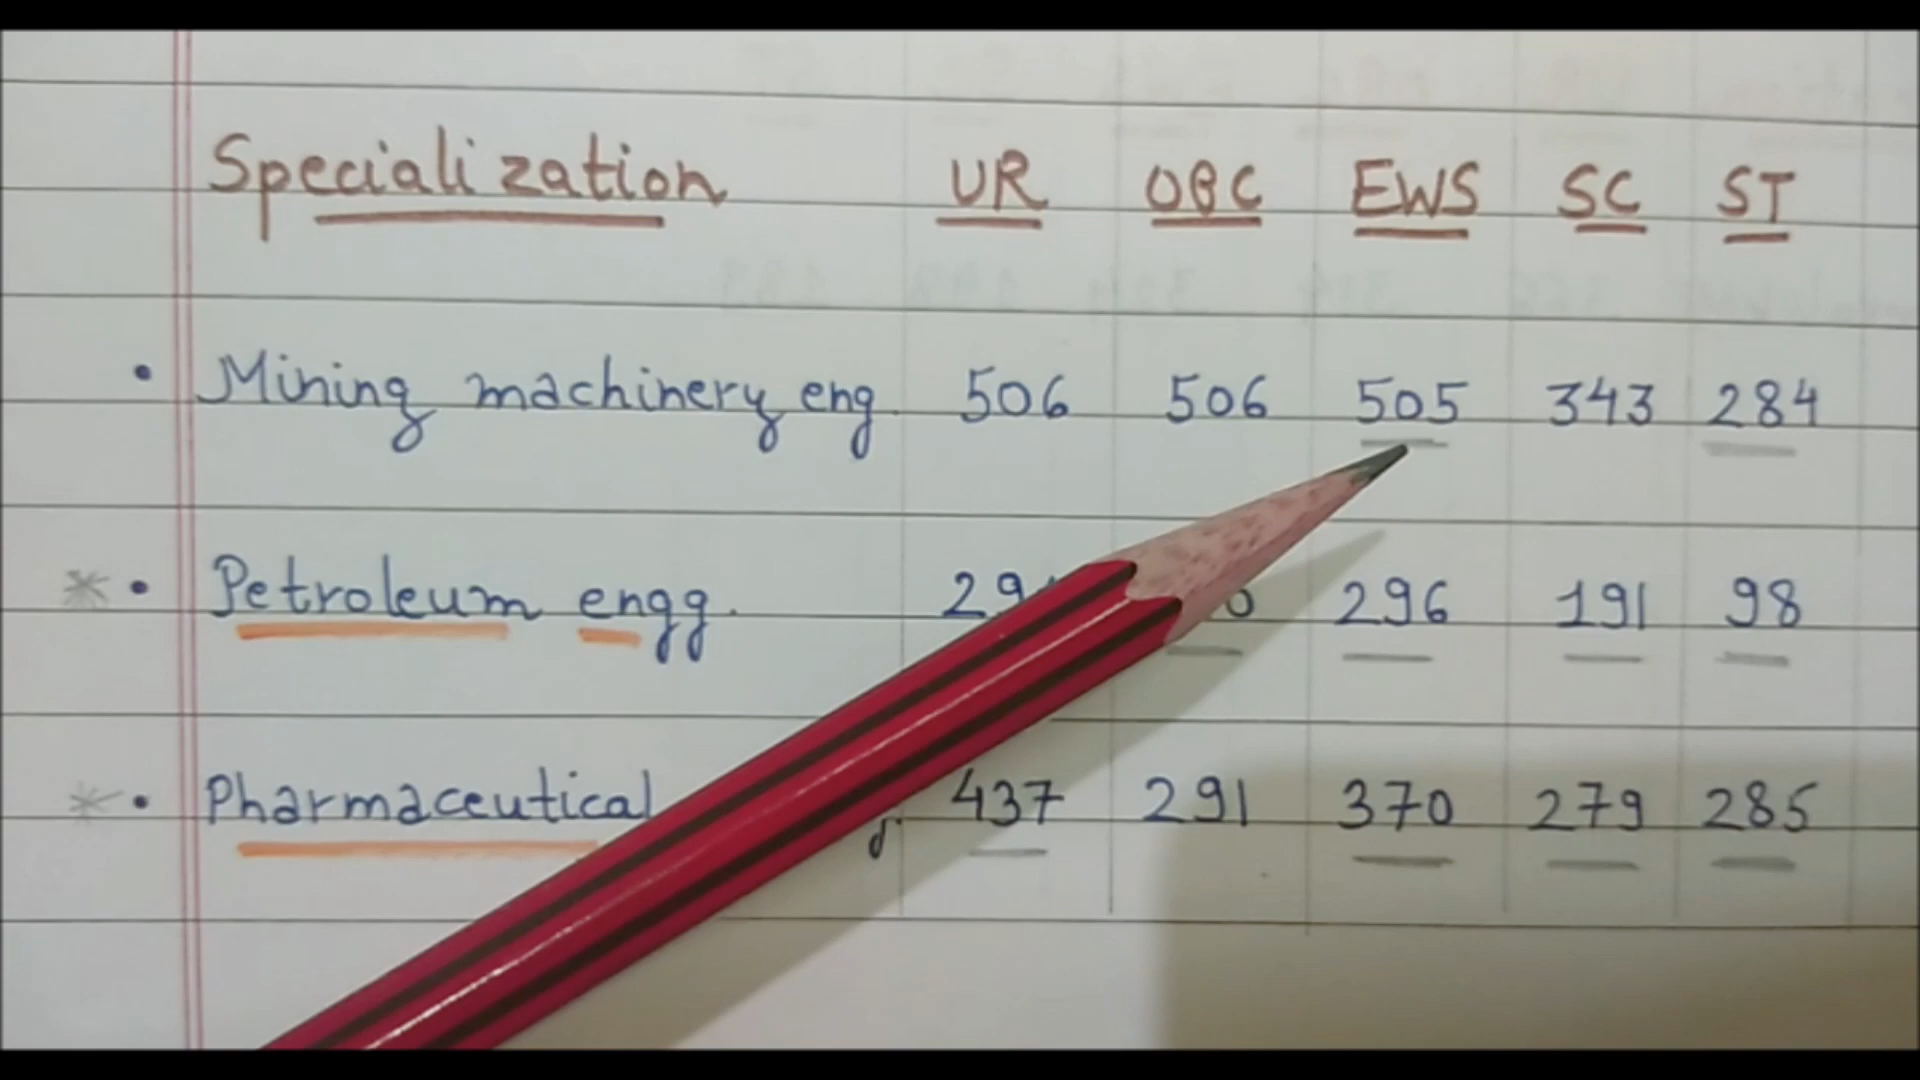 Specialization UR OBC EWS SC ST
• Mining machinery eng. 506 506 505 343 284
* • Petroleum engg. 296 191 98
* • Pharmaceutical 437 291 370 279 285